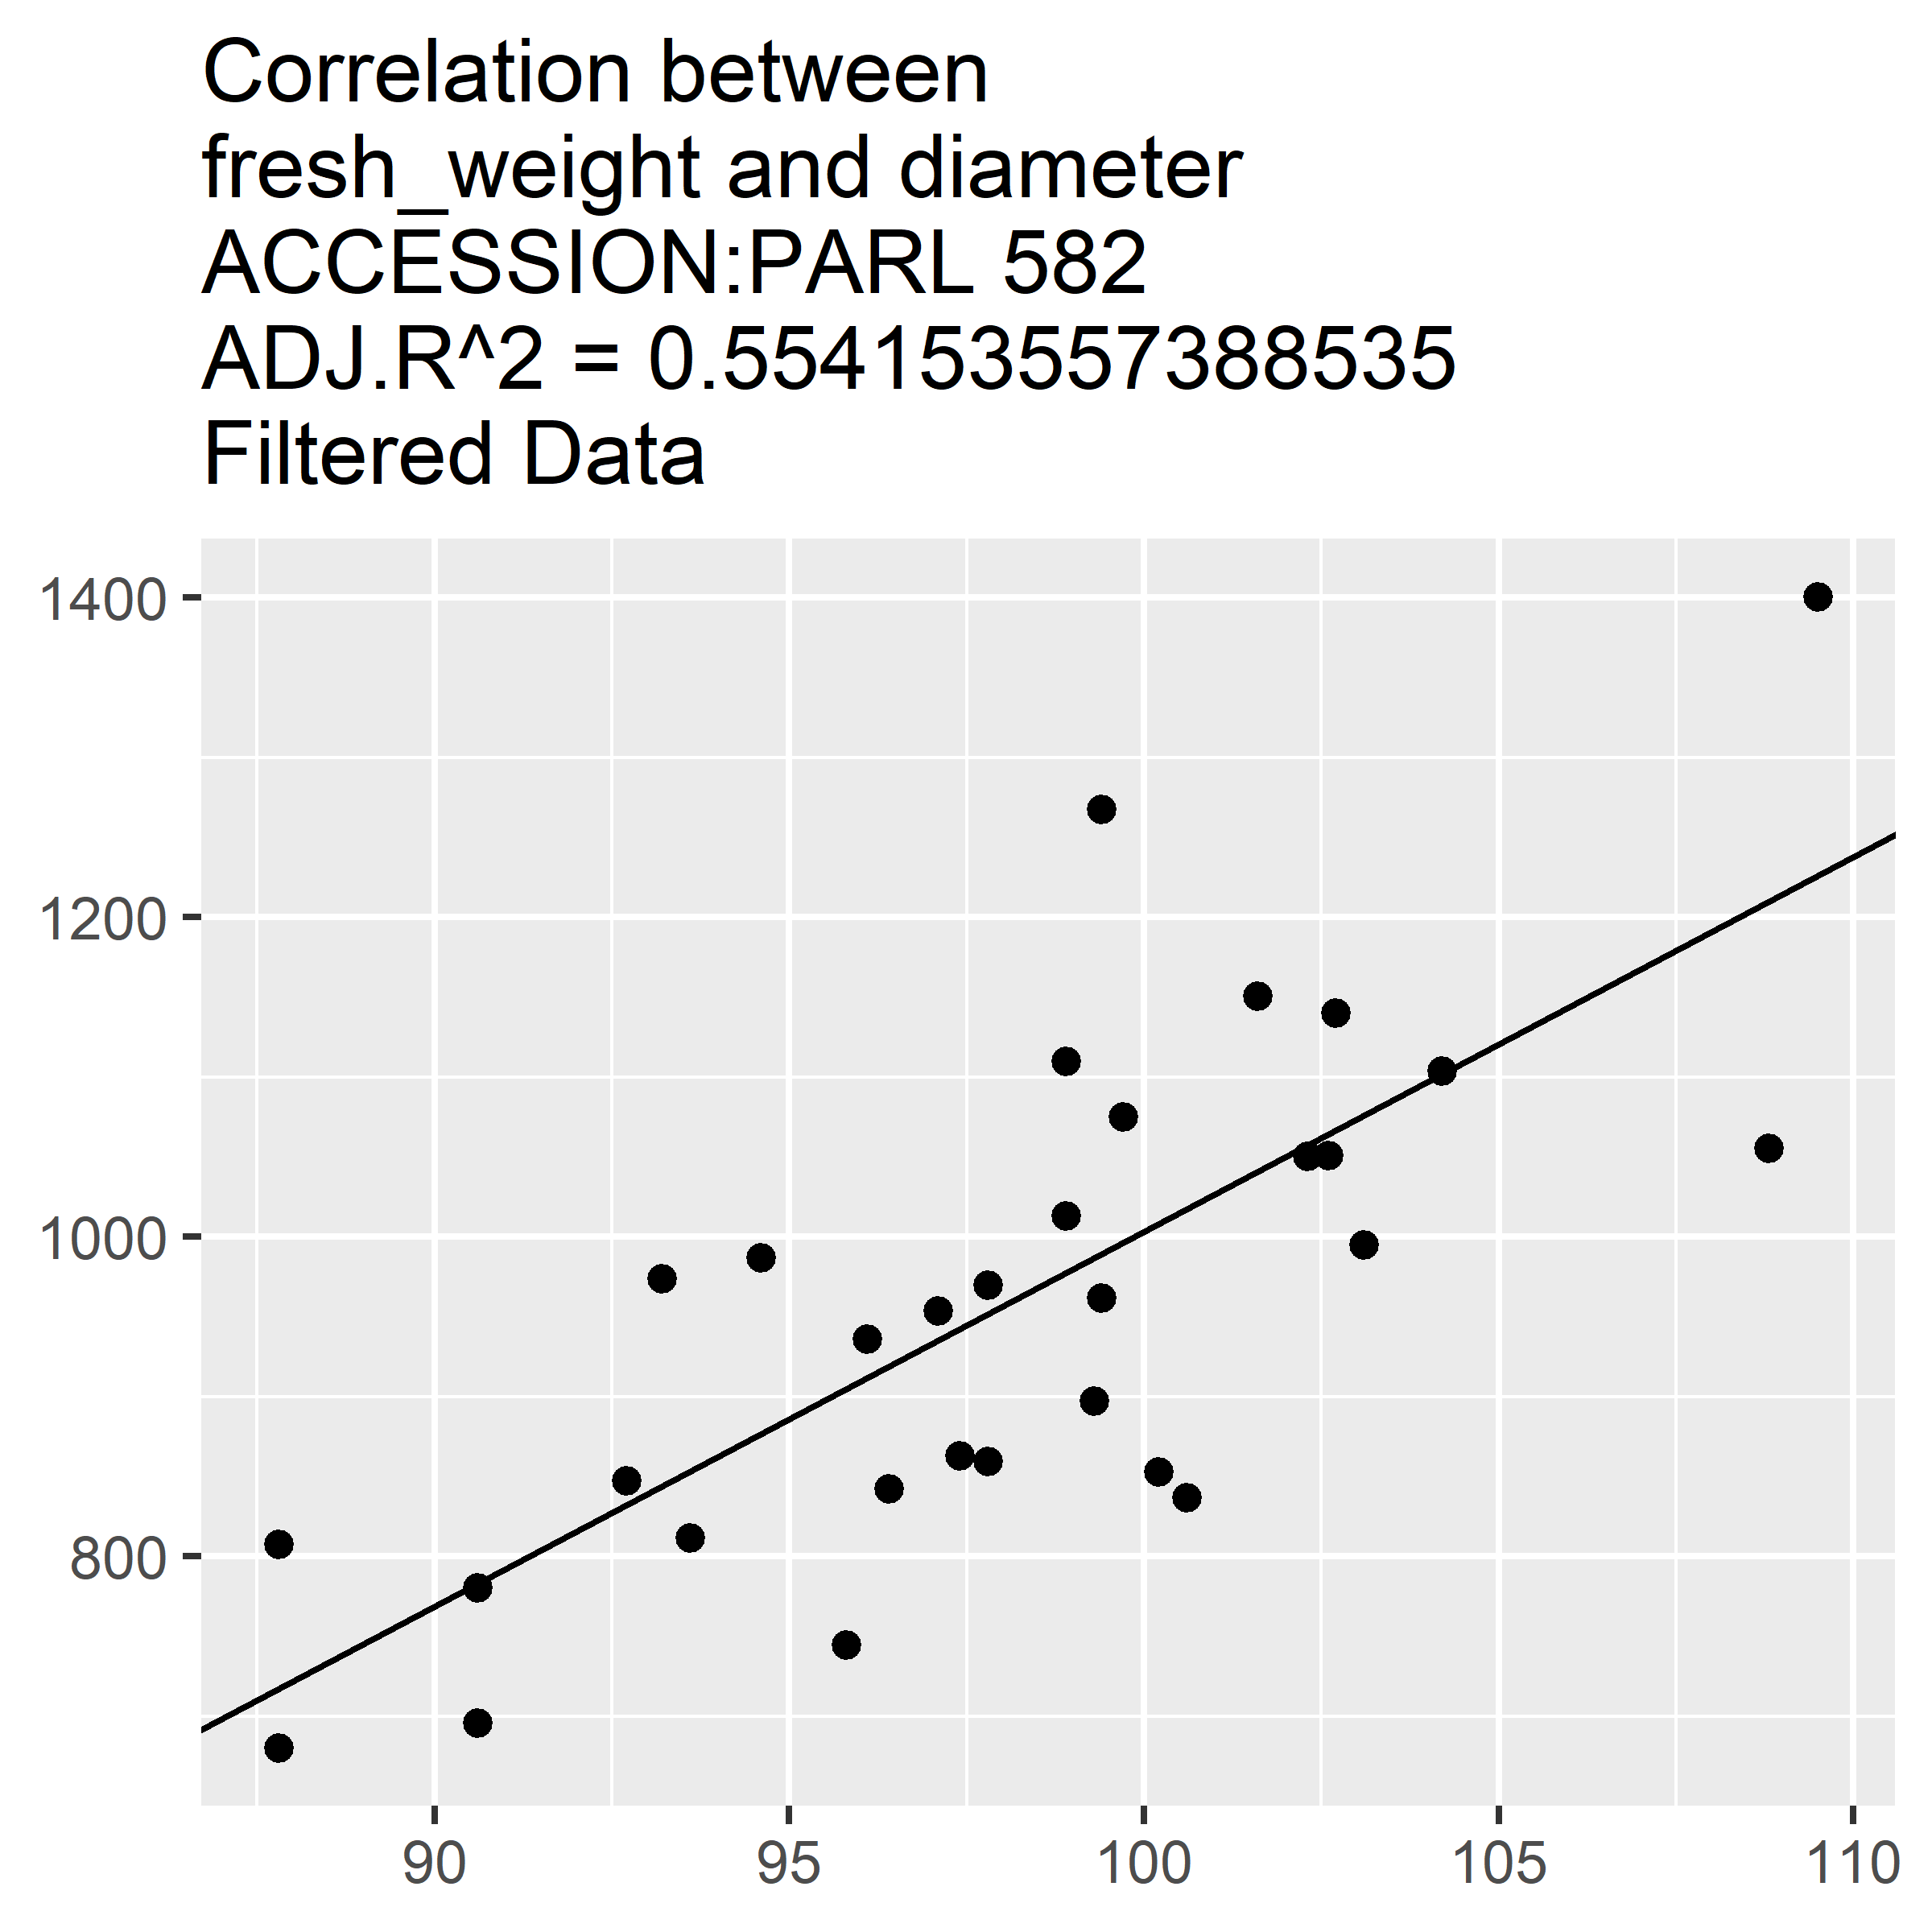 Correlation between
fresh_weight and diameter
ACCESSION:PARL 582
ADJ.R^2 = 0.554153557388535
Filtered Data
1400
1200
1000
800
90 95 100 105 110